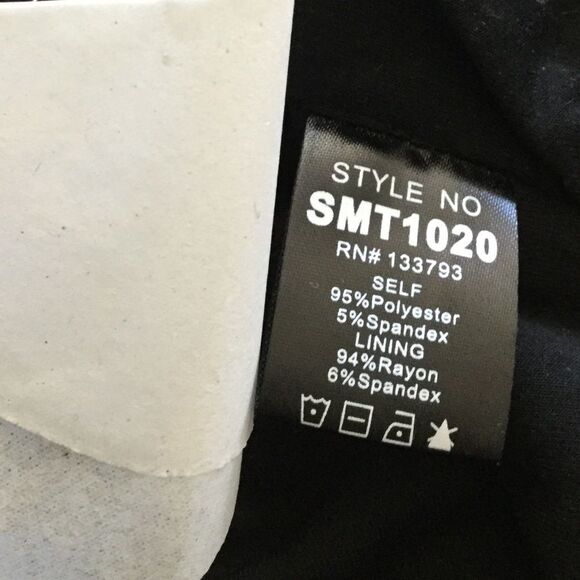 STYLE NO
SMT1020
RN# 133793
SELF
95%Polyester
5%Spandex
LINING
94%Rayon
6%Spandex